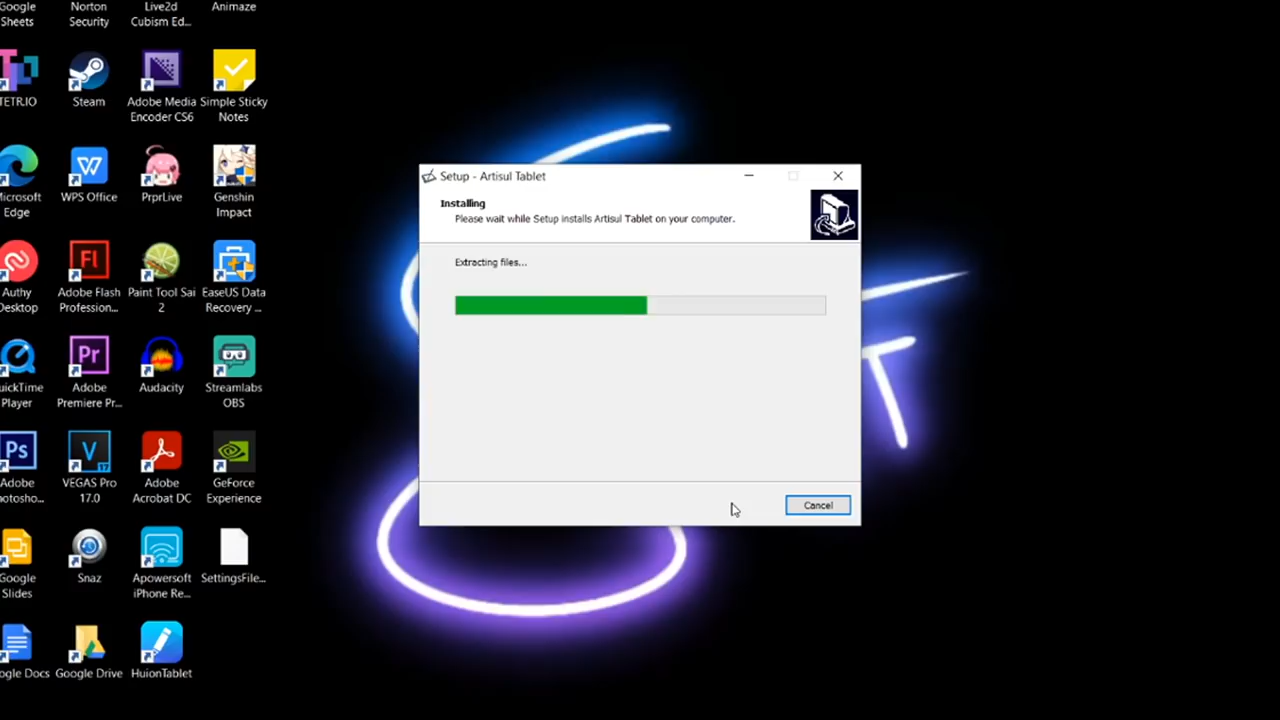 Google
Sheets
Norton
Security
Live2d
Cubism Ed...
Animaze
TETR.IO
Steam
Adobe Media
Encoder CS6
Simple Sticky
Notes
Microsoft
Edge
W
WPS Office
PrprLive
Genshin
Impact
Authy
Desktop
Fl
Adobe Flash
Profession...
Paint Tool Sai
2
EaseUS Data
Recovery ...
QuickTime
Player
Pr
Adobe
Premiere Pr...
Audacity
Streamlabs
OBS
Ps
Adobe
Photosho...
V
17
VEGAS Pro
17.0
Adobe
Acrobat DC
GeForce
Experience
Google
Slides
Snaz
Apowersoft
iPhone Re...
SettingsFile...
Google Docs
Google Drive
HuionTablet
Setup - Artisul Tablet
Installing
Please wait while Setup installs Artisul Tablet on your computer.
Extracting files...
Cancel